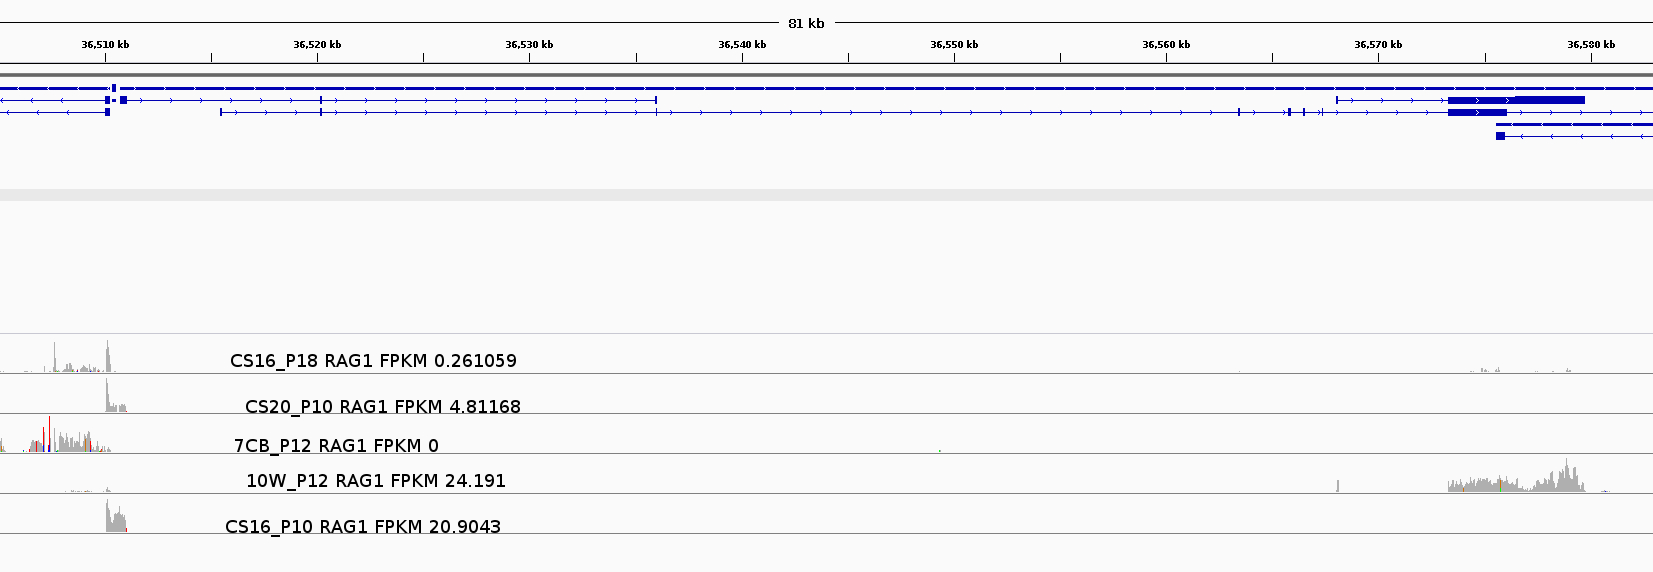 81 kb
36,510 kb 36,520 kb 36,530 kb 36,540 kb 36,550 kb 36,560 kb 36,570 kb 36,580 kb
CS16_P18 RAG1 FPKM 0.261059
CS20_P10 RAG1 FPKM 4.81168
7CB_P12 RAG1 FPKM 0
10W_P12 RAG1 FPKM 24.191
CS16_P10 RAG1 FPKM 20.9043